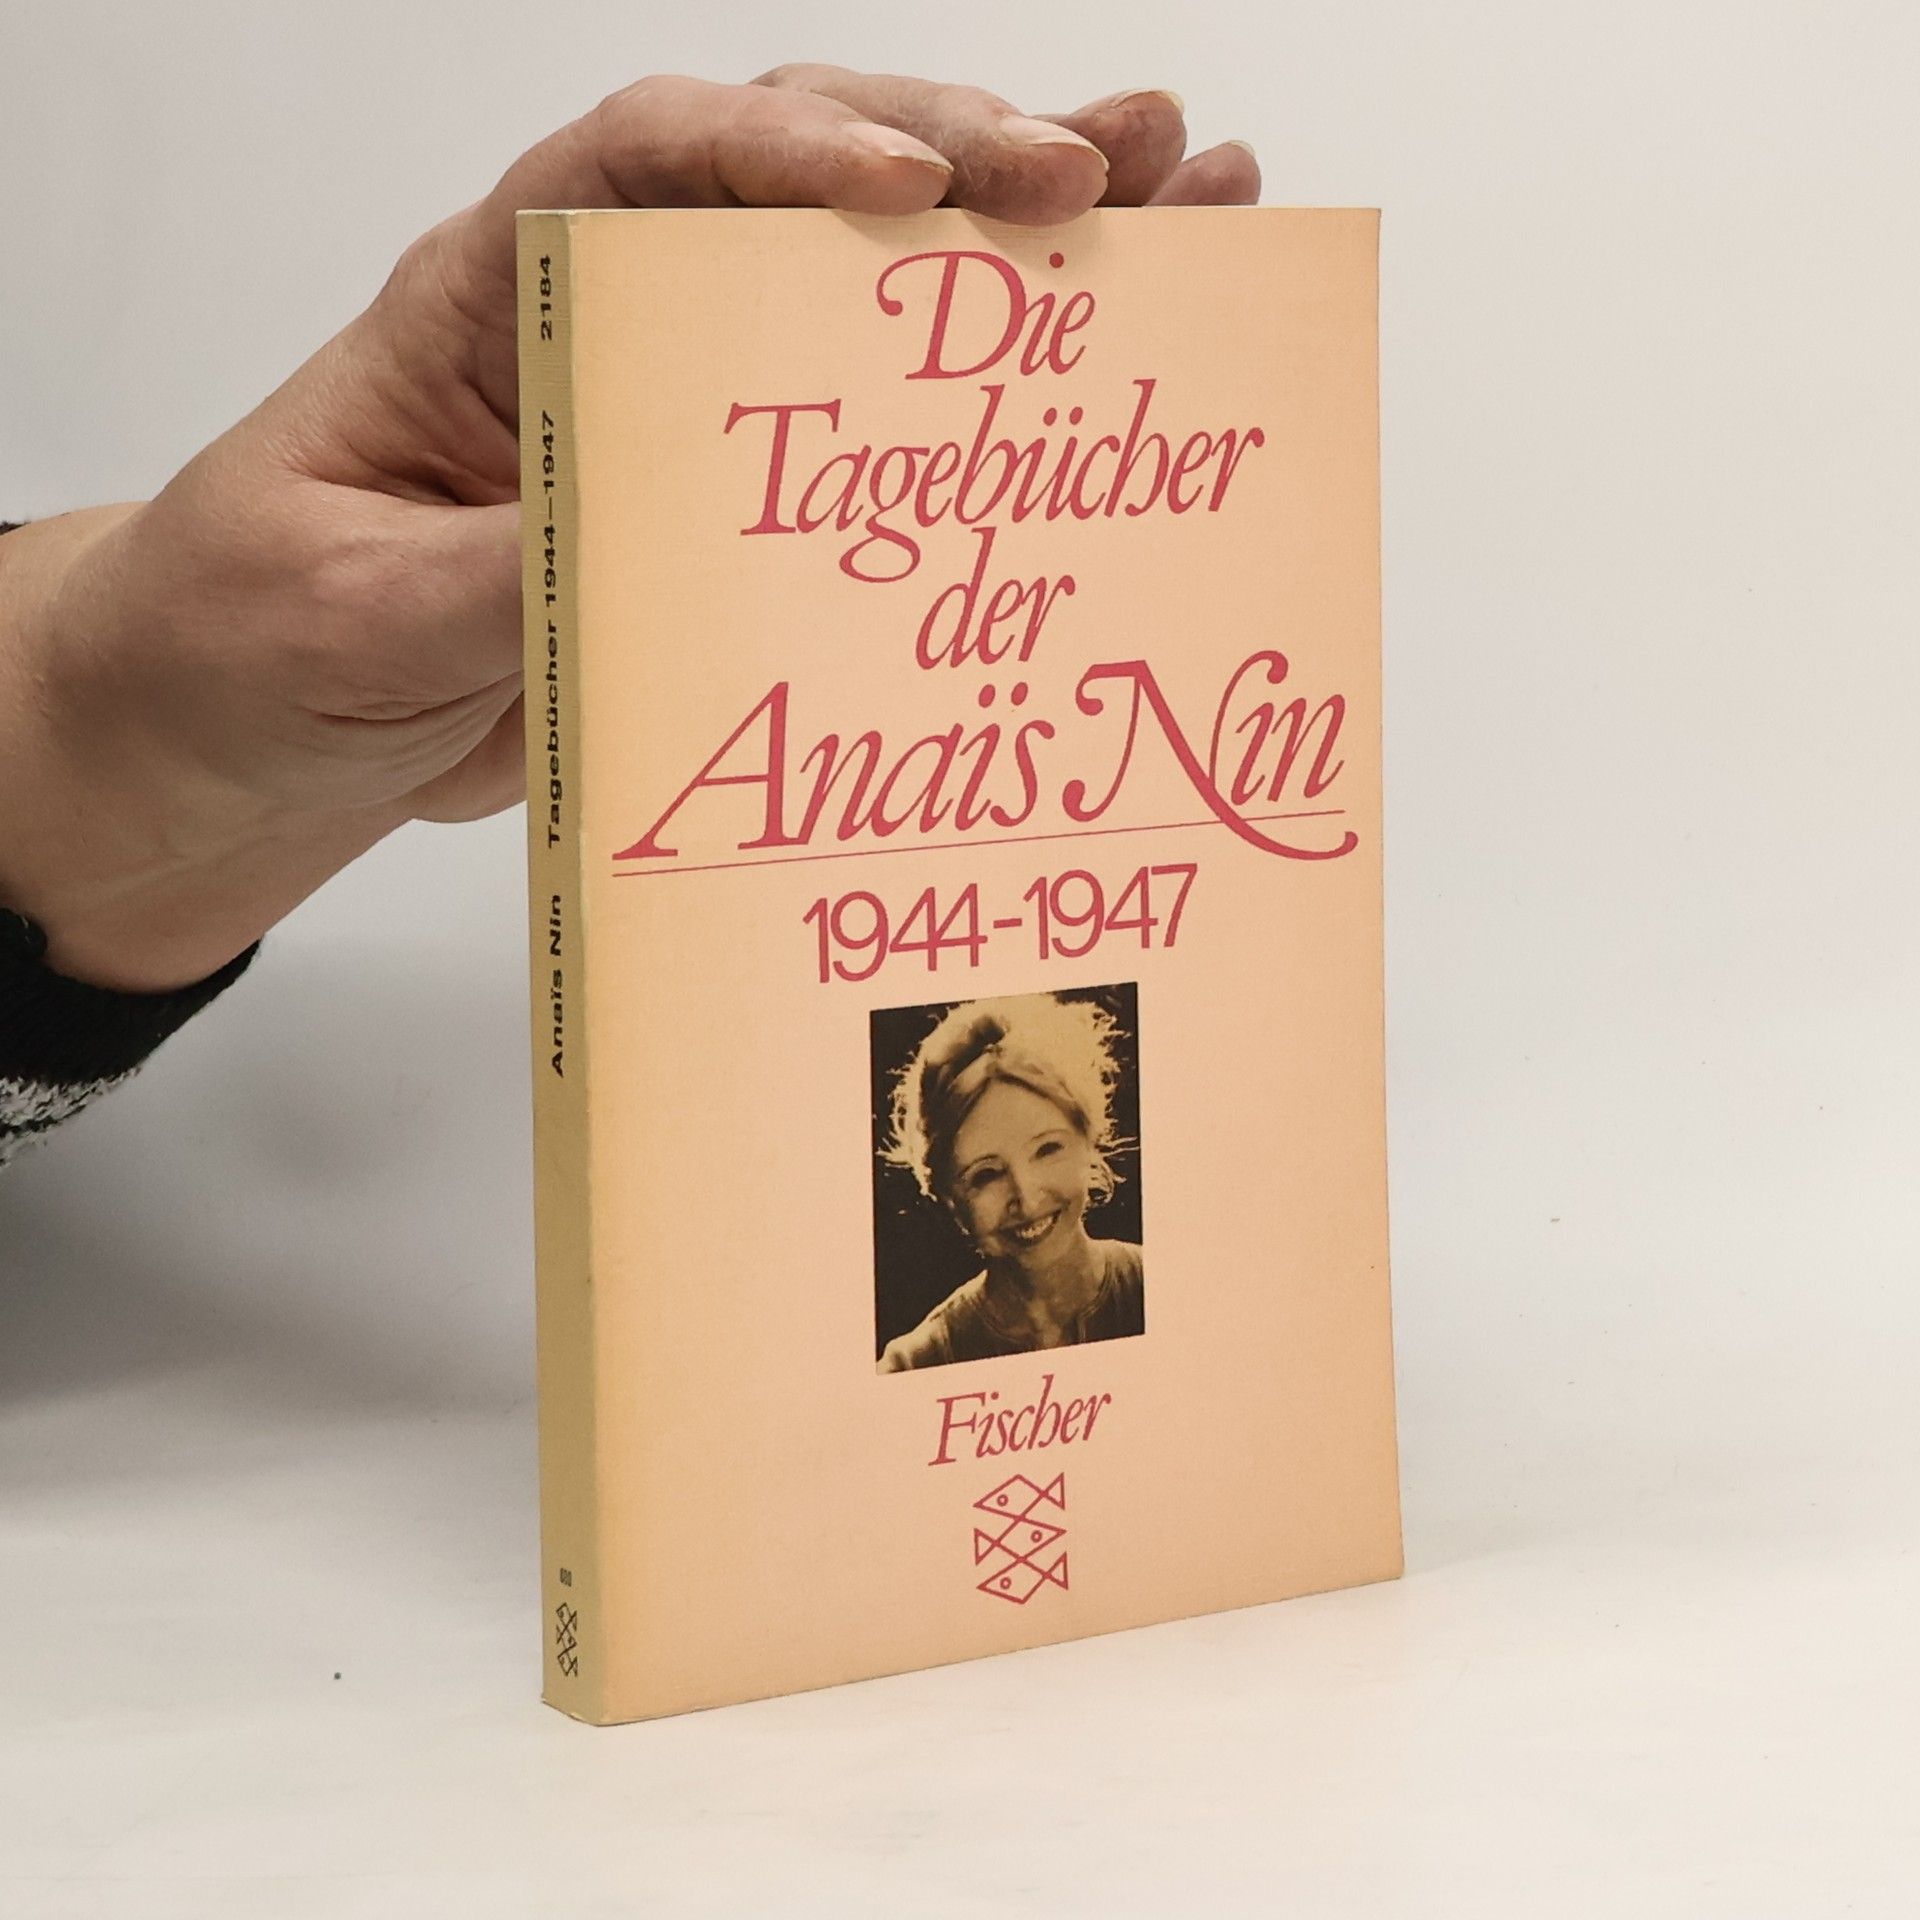 Die
Tagebücher
der
Anaïs Nin
1944-1947
Fischer
Anaïs Nin Tagebücher 1944–1947 2184